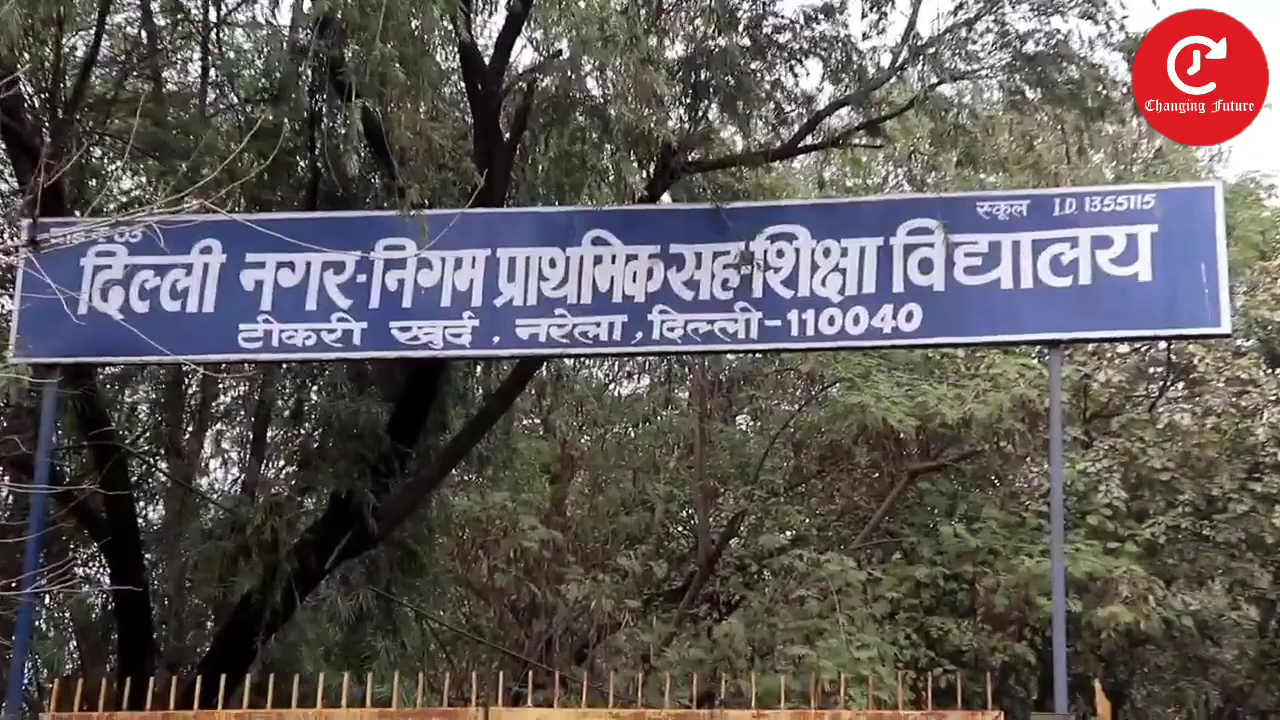 स्कूल I.D. 1355115
दिल्ली नगर-निगम प्राथमिक सह-शिक्षा विद्यालय
टीकरी खुर्द, नरेला, दिल्ली-110040
Changing Future